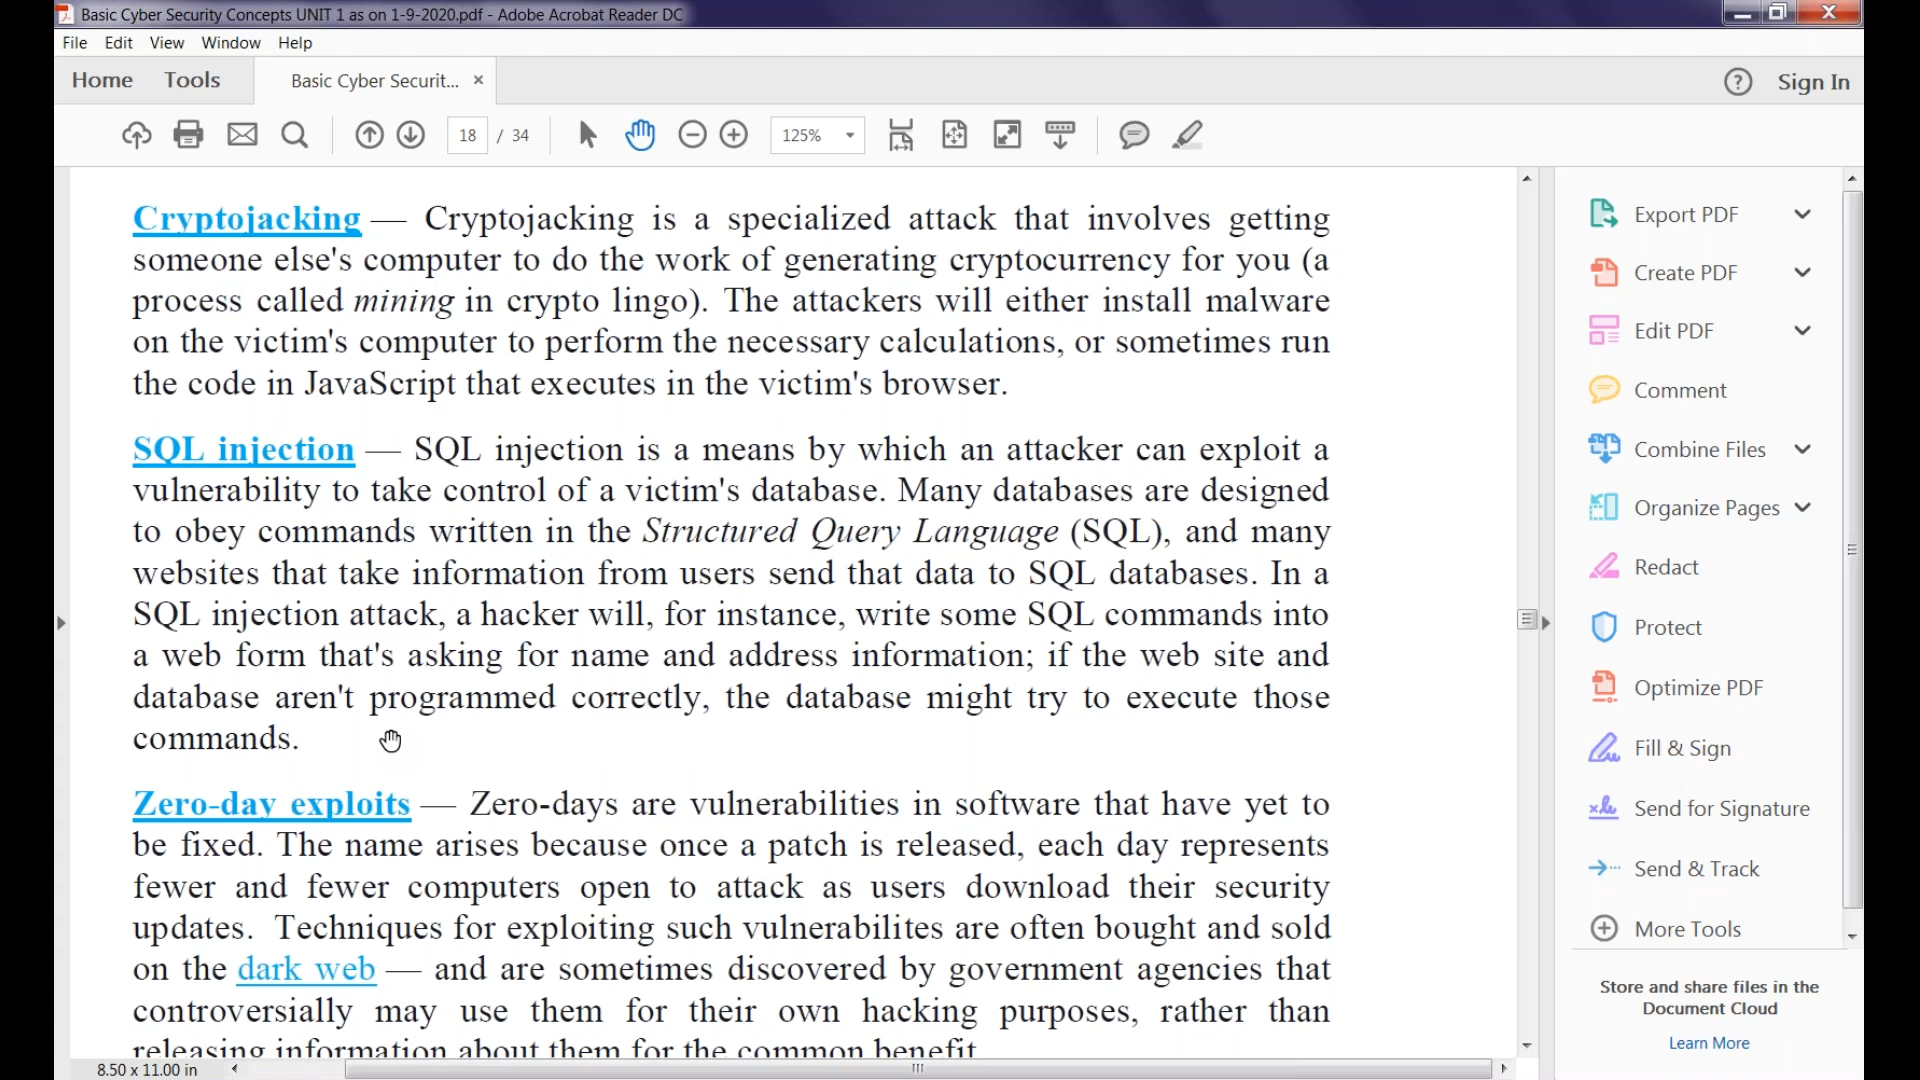 Basic Cyber Security Concepts UNIT 1 as on 1-9-2020.pdf - Adobe Acrobat Reader DC
File Edit View Window Help
Home Tools Basic Cyber Securit... × ? Sign In
18 / 34 125%
Cryptojacking — Cryptojacking is a specialized attack that involves getting
someone else's computer to do the work of generating cryptocurrency for you (a
process called mining in crypto lingo). The attackers will either install malware
on the victim's computer to perform the necessary calculations, or sometimes run
the code in JavaScript that executes in the victim's browser.
SQL injection — SQL injection is a means by which an attacker can exploit a
vulnerability to take control of a victim's database. Many databases are designed
to obey commands written in the Structured Query Language (SQL), and many
websites that take information from users send that data to SQL databases. In a
SQL injection attack, a hacker will, for instance, write some SQL commands into
a web form that's asking for name and address information; if the web site and
database aren't programmed correctly, the database might try to execute those
commands.
Zero-day exploits — Zero-days are vulnerabilities in software that have yet to
be fixed. The name arises because once a patch is released, each day represents
fewer and fewer computers open to attack as users download their security
updates. Techniques for exploiting such vulnerabilites are often bought and sold
on the dark web — and are sometimes discovered by government agencies that
controversially may use them for their own hacking purposes, rather than
releasing information about them for the common benefit
8.50 x 11.00 in
Export PDF
Create PDF
Edit PDF
Comment
Combine Files
Organize Pages
Redact
Protect
Optimize PDF
Fill & Sign
Send for Signature
Send & Track
More Tools
Store and share files in the
Document Cloud
Learn More